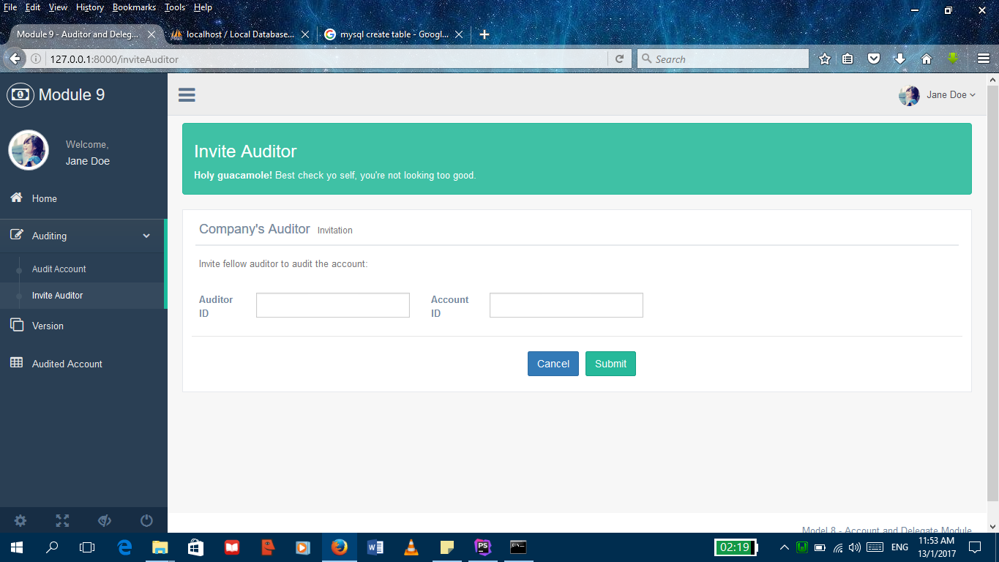 File Edit View History Bookmarks Tools Help
Module 9 - Auditor and Deleg...
localhost / Local Database...
mysql create table - Googl...
127.0.0.1:8000/inviteAuditor
Search
Module 9
Jane Doe
Welcome,
Jane Doe
Home
Auditing
Audit Account
Invite Auditor
Version
Audited Account
Invite Auditor
Holy guacamole! Best check yo self, you're not looking too good.
Company's Auditor Invitation
Invite fellow auditor to audit the account:
Auditor ID
Account ID
Cancel Submit
Model 8 - Account and Delegate Module
02:19
ENG
11:53 AM
13/1/2017